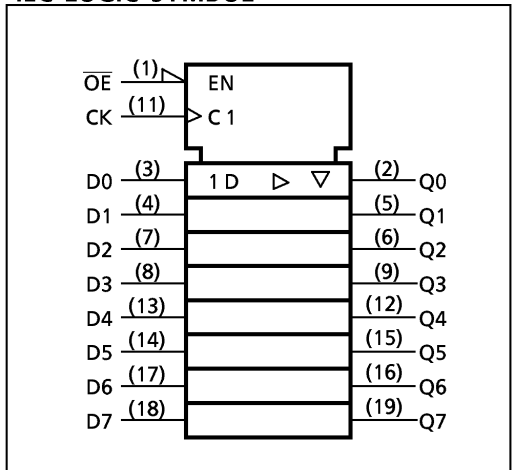 IEC LOGIC SYMBOL
OE (1) EN
CK (11) C1
D0 (3) 1D (2) Q0
D1 (4) (5) Q1
D2 (7) (6) Q2
D3 (8) (9) Q3
D4 (13) (12) Q4
D5 (14) (15) Q5
D6 (17) (16) Q6
D7 (18) (19) Q7